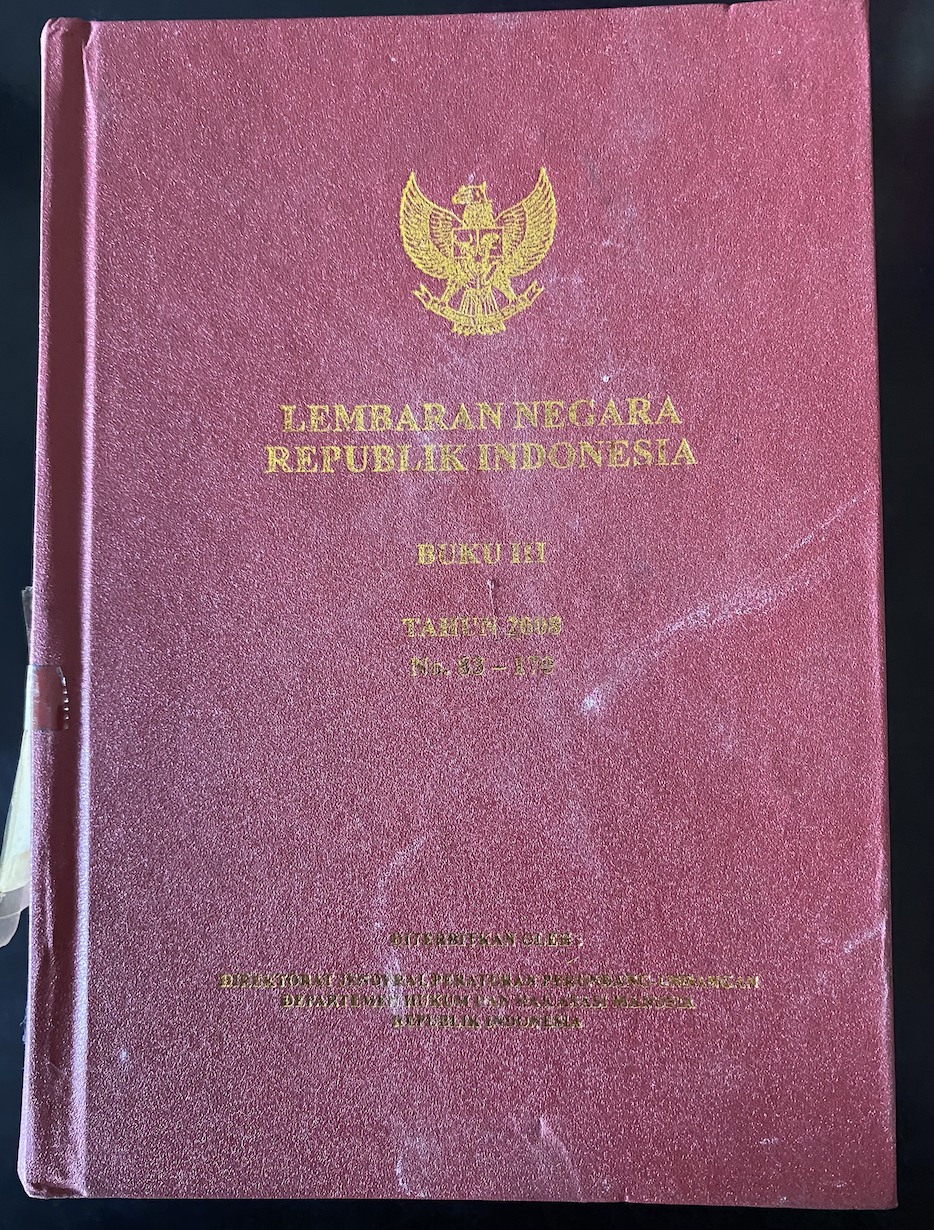 LEMBARAN NEGARA
REPUBLIK INDONESIA
BUKU III
TAHUN 2008
DITERBITKAN OLEH:
DIREKTORAT JENDERAL PERATURAN PERUNDANG-UNDANGAN
DEPARTEMEN HUKUM DAN HAK ASASI MANUSIA
REPUBLIK INDONESIA